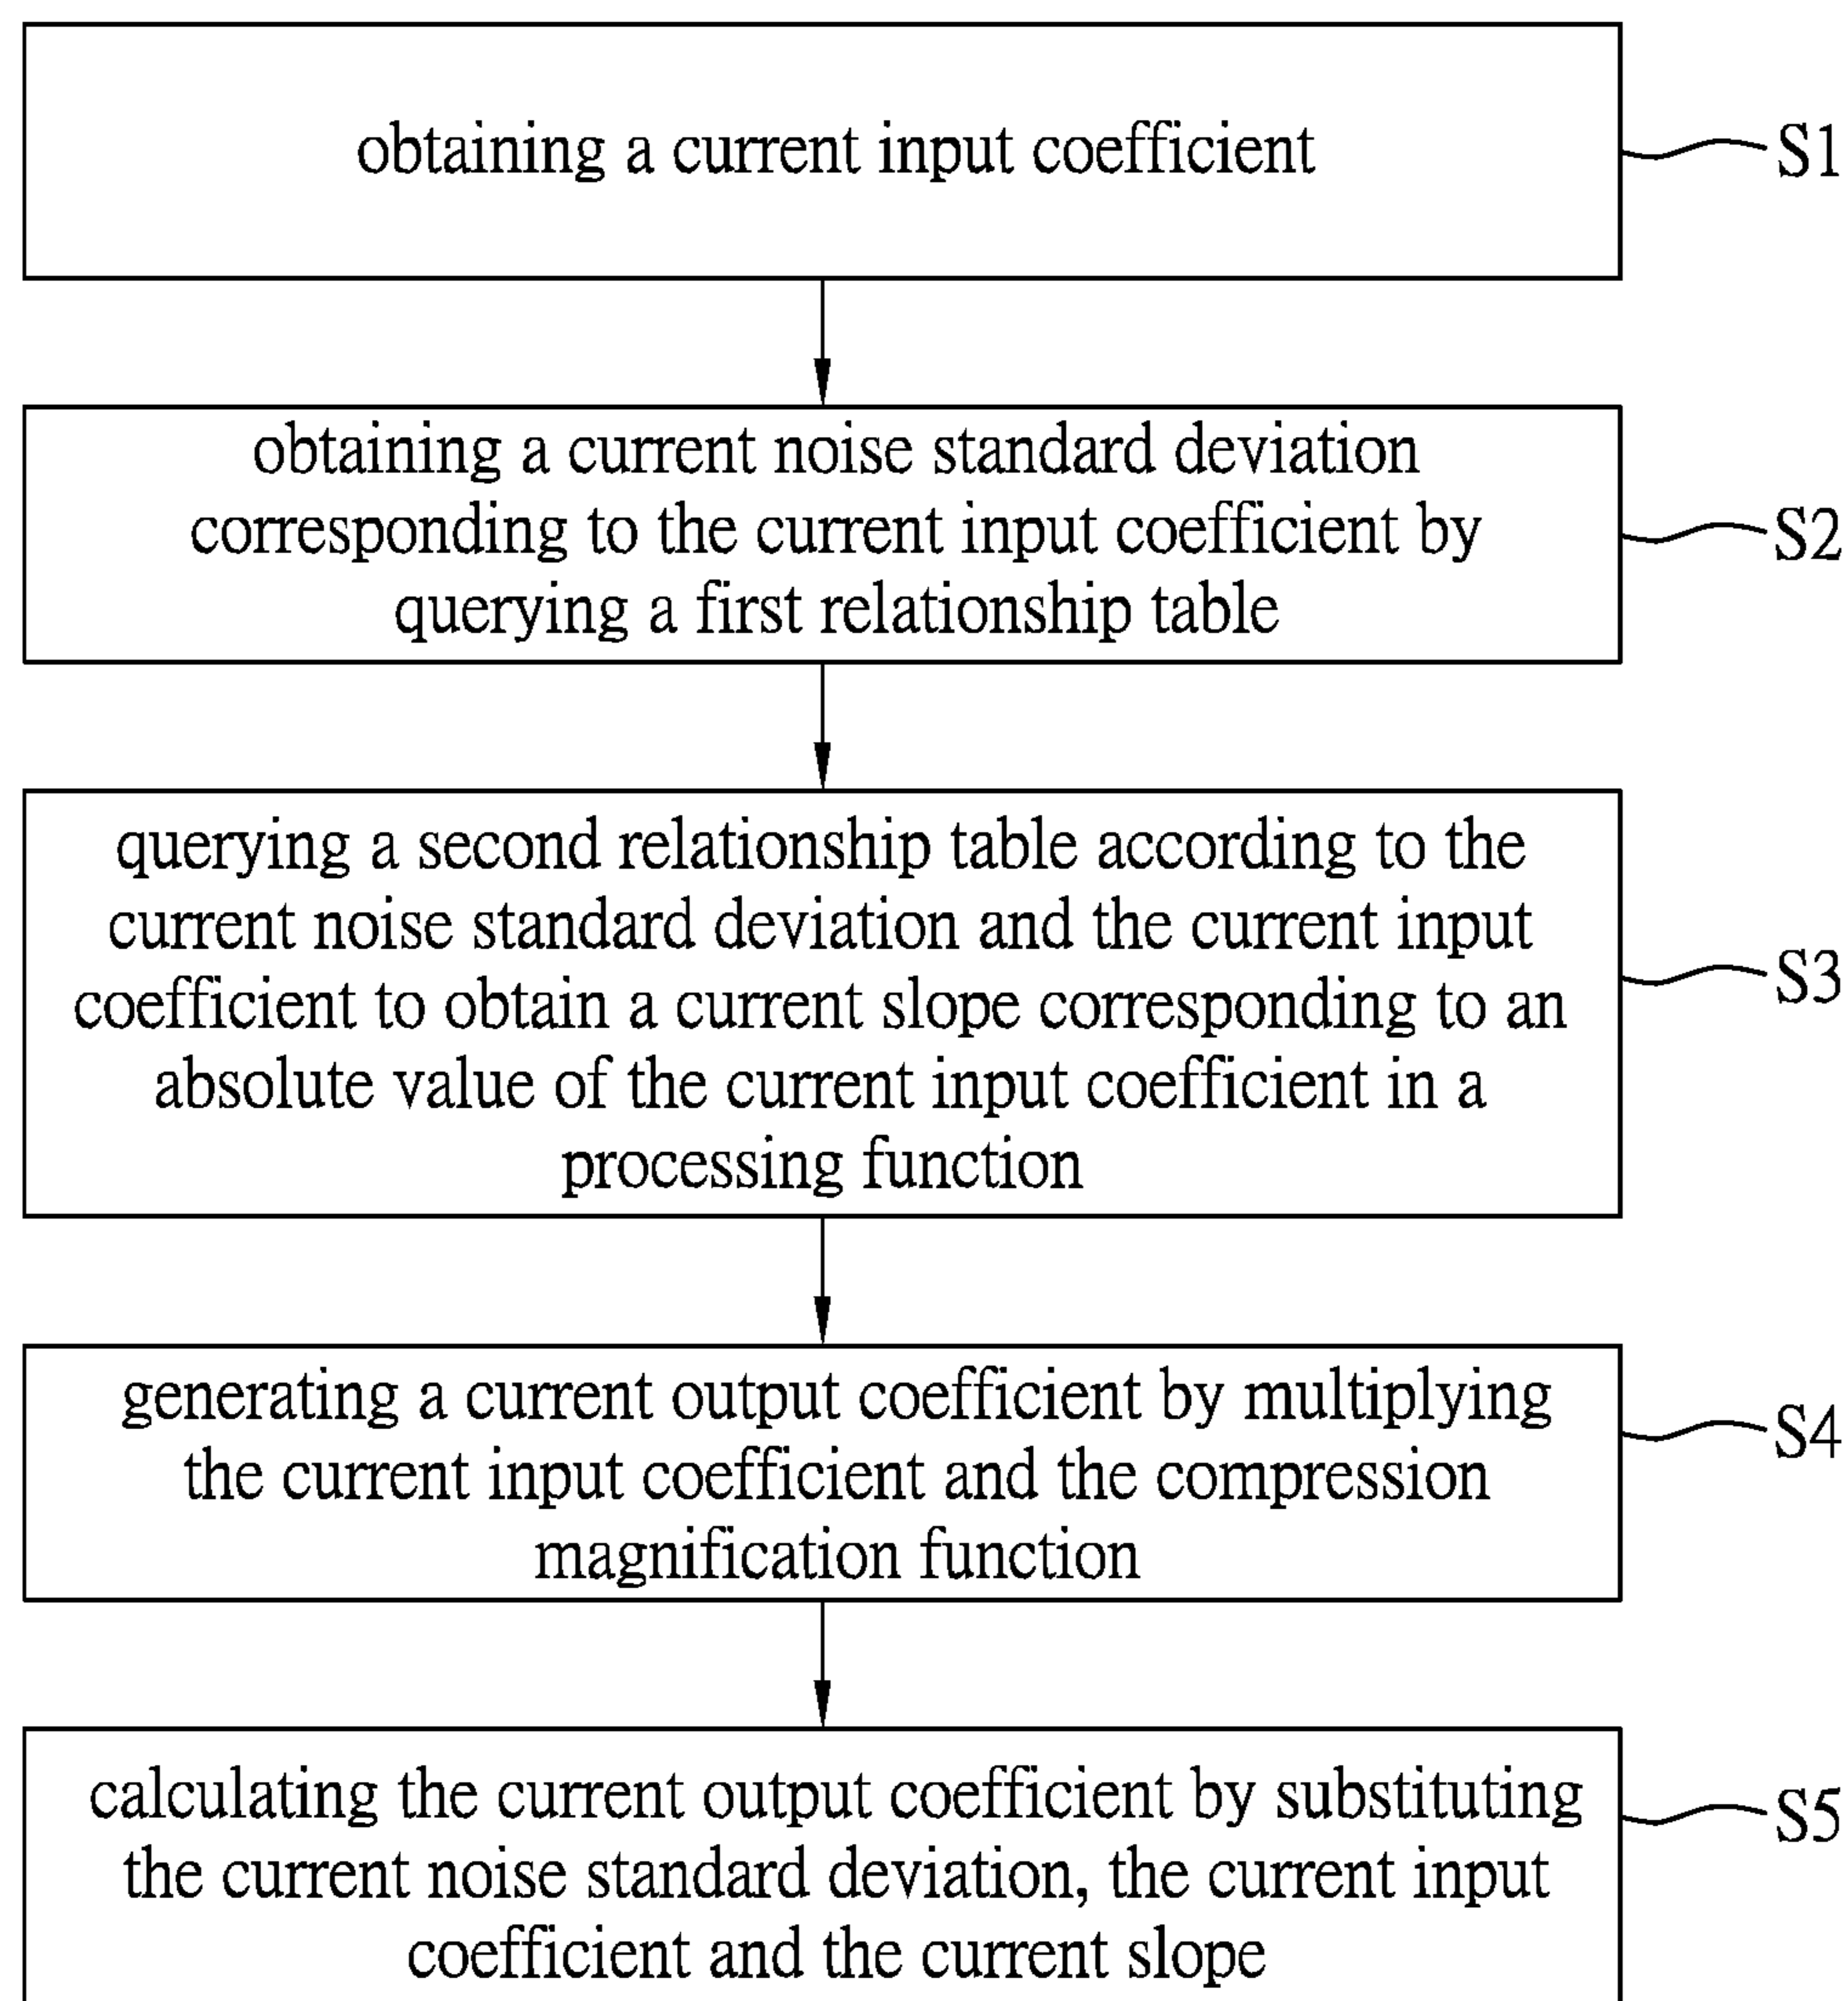 obtaining a current input coefficient
S1
obtaining a current noise standard deviation
corresponding to the current input coefficient by
querying a first relationship table
S2
querying a second relationship table according to the
current noise standard deviation and the current input
coefficient to obtain a current slope corresponding to an
absolute value of the current input coefficient in a
processing function
S3
generating a current output coefficient by multiplying
the current input coefficient and the compression
magnification function
S4
calculating the current output coefficient by substituting
the current noise standard deviation, the current input
coefficient and the current slope
S5